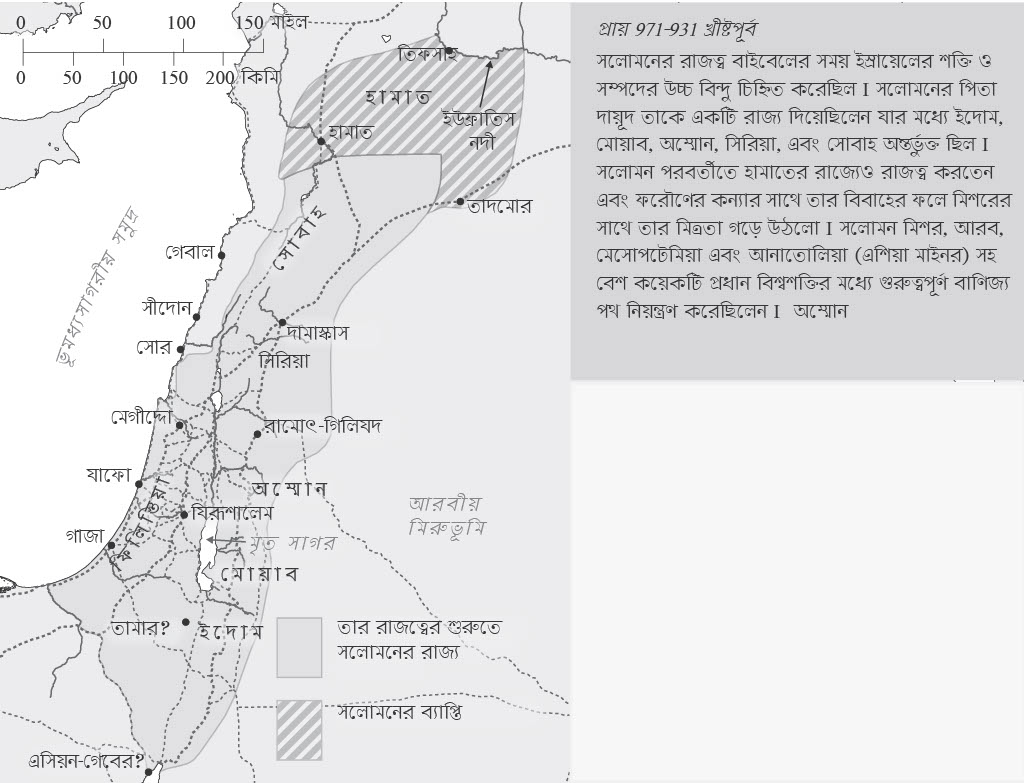 0 50 100 150 মাইল
0 50 100 150 200 কিমি
তিফসাহ
হামাত
ইউফ্রাতিস
নদী
হামাত
তাদমোর
সোবাহ
ভূমধ্যসাগরীয় সমুদ্র
গেবাল
সীদোন
দামাস্কাস
সোর
সিরিয়া
মেগীদ্দো
রামোৎ-গিলিয়দ
যাফো
অম্মোন
ফিলিস্তিয়া
যিরূশালেম
আরবীয়
মিরুভূমি
গাজা
মৃত সাগর
মোয়াব
তামার?
ইদোম
তার রাজত্বের শুরুতে
সলোমনের রাজ্য
সলোমনের ব্যাপ্তি
এসিয়ন-গেবের?
প্রায় 971-931 খ্রীষ্টপূর্ব
সলোমনের রাজত্ব বাইবেলের সময় ইস্রায়েলের শক্তি ও
সম্পদের উচ্চ বিন্দু চিহ্নিত করেছিল I সলোমনের পিতা
দায়ূদ তাকে একটি রাজ্য দিয়েছিলেন যার মধ্যে ইদোম,
মোয়াব, অম্মোন, সিরিয়া, এবং সোবাহ অন্তর্ভুক্ত ছিল I
সলোমন পরবর্তীতে হামাতের রাজ্যেও রাজত্ব করতেন
এবং ফরৌণের কন্যার সাথে তার বিবাহের ফলে মিশরের
সাথে তার মিত্রতা গড়ে উঠলো I সলোমন মিশর, আরব,
মেসোপটেমিয়া এবং আনাতোলিয়া (এশিয়া মাইনর) সহ
বেশ কয়েকটি প্রধান বিশ্বশক্তির মধ্যে গুরুত্বপূর্ণ বাণিজ্য
পথ নিয়ন্ত্রণ করেছিলেন I অম্মোন